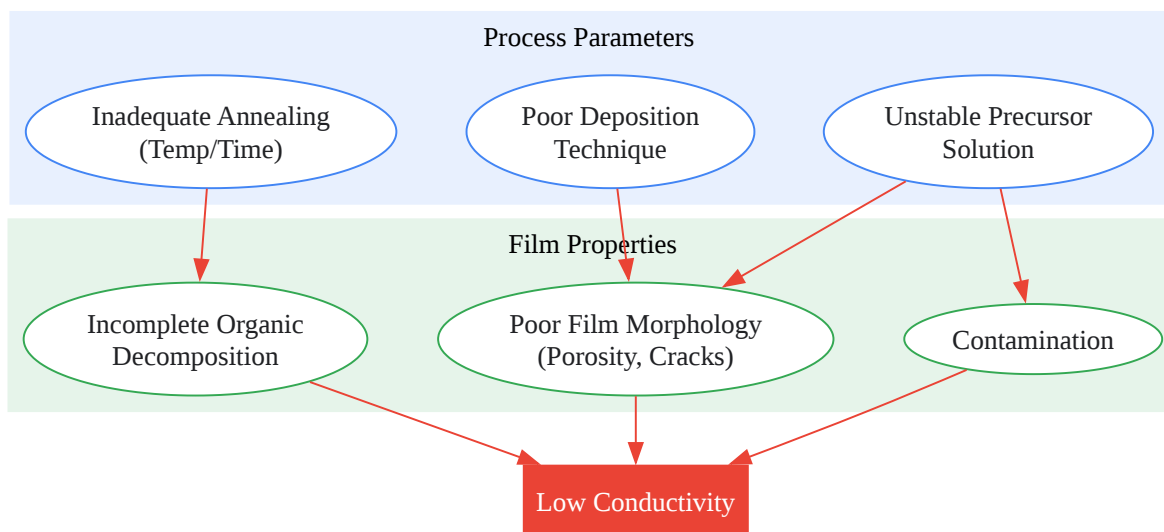 Process Parameters
Inadequate Annealing
(Temp/Time)
Poor Deposition
Technique
Unstable Precursor
Solution
Film Properties
Incomplete Organic
Decomposition
Poor Film Morphology
(Porosity, Cracks)
Contamination
Low Conductivity